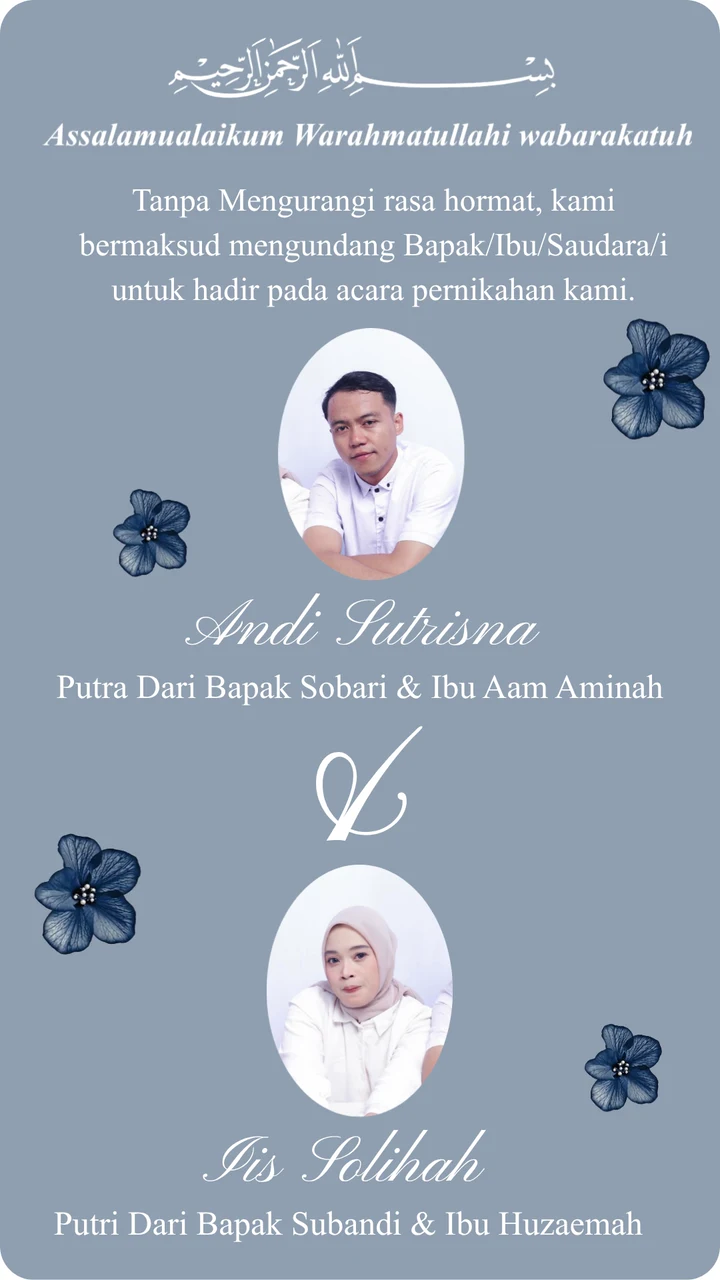 بِسْمِ اللهِ الرَّحْمٰنِ الرَّحِيْمِ
Assalamualaikum Warahmatullahi wabarakatuh
Tanpa Mengurangi rasa hormat, kami
bermaksud mengundang Bapak/Ibu/Saudara/i
untuk hadir pada acara pernikahan kami.
Andi Sutrisna
Putra Dari Bapak Sobari & Ibu Aam Aminah
&
Iis Solihah
Putri Dari Bapak Subandi & Ibu Huzaemah